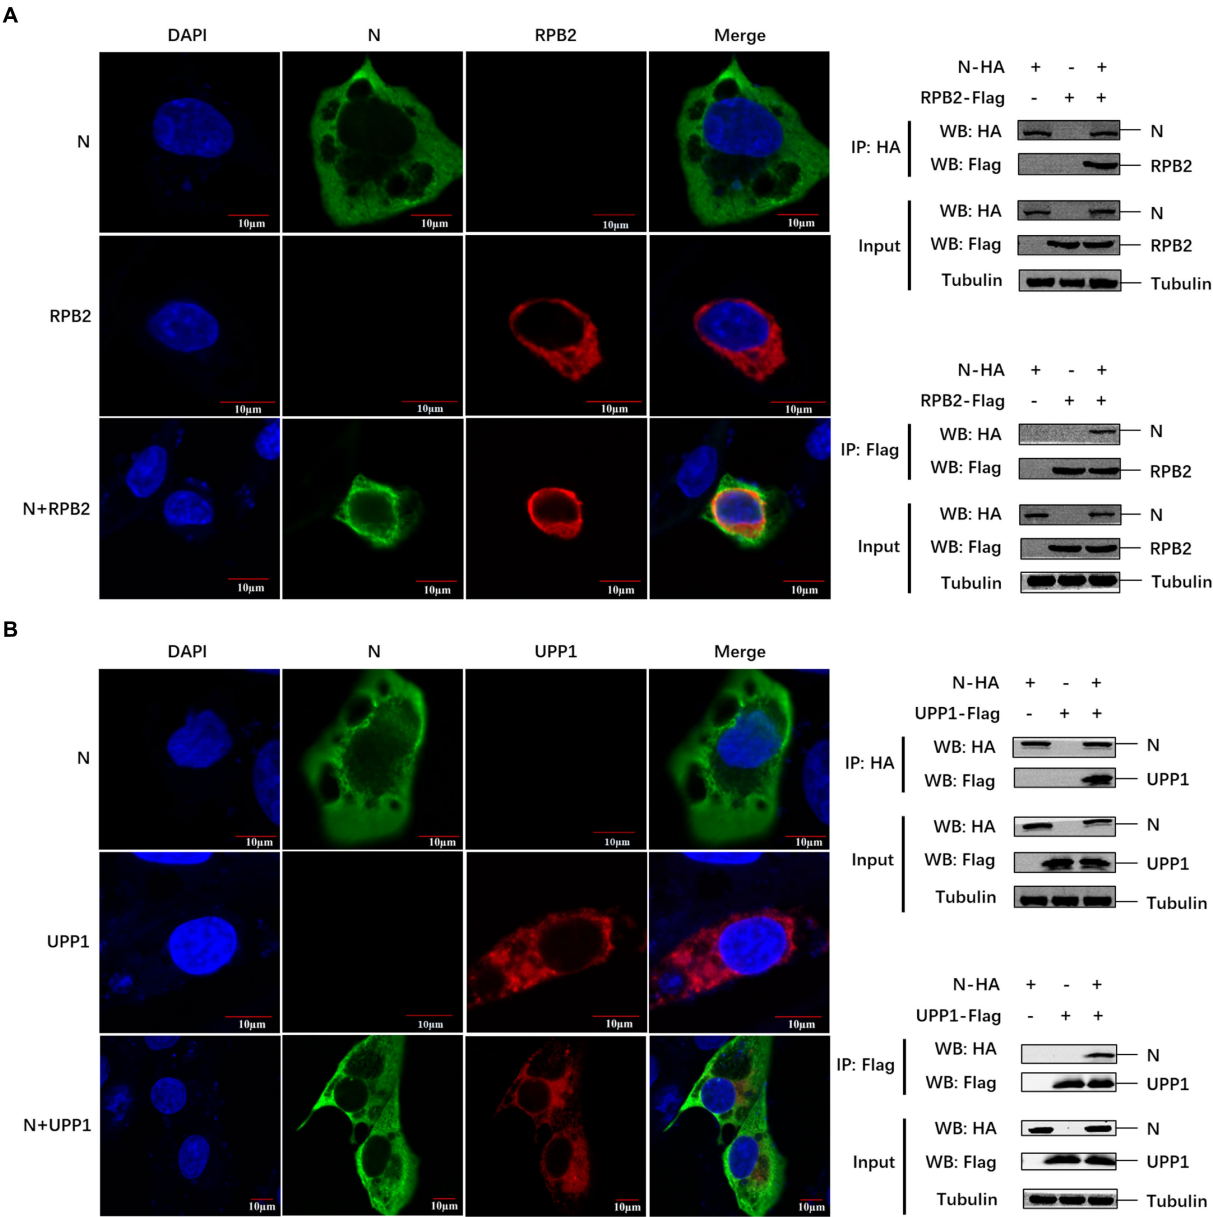 A
DAPI N RPB2 Merge
N
10μm 10μm 10μm 10μm
RPB2
10μm 10μm 10μm 10μm
N+RPB2
10μm 10μm 10μm 10μm
N-HA + - +
RPB2-Flag - + +
IP: HA
WB: HA N
WB: Flag RPB2
Input
WB: HA N
WB: Flag RPB2
Tubulin Tubulin
N-HA + - +
RPB2-Flag - + +
IP: Flag
WB: HA N
WB: Flag RPB2
Input
WB: HA N
WB: Flag RPB2
Tubulin Tubulin
B
DAPI N UPP1 Merge
N
10μm 10μm 10μm 10μm
UPP1
10μm 10μm 10μm 10μm
N+UPP1
10μm 10μm 10μm 10μm
N-HA + - +
UPP1-Flag - + +
IP: HA
WB: HA N
WB: Flag UPP1
Input
WB: HA N
WB: Flag UPP1
Tubulin Tubulin
N-HA + - +
UPP1-Flag - + +
IP: Flag
WB: HA N
WB: Flag UPP1
Input
WB: HA N
WB: Flag UPP1
Tubulin Tubulin